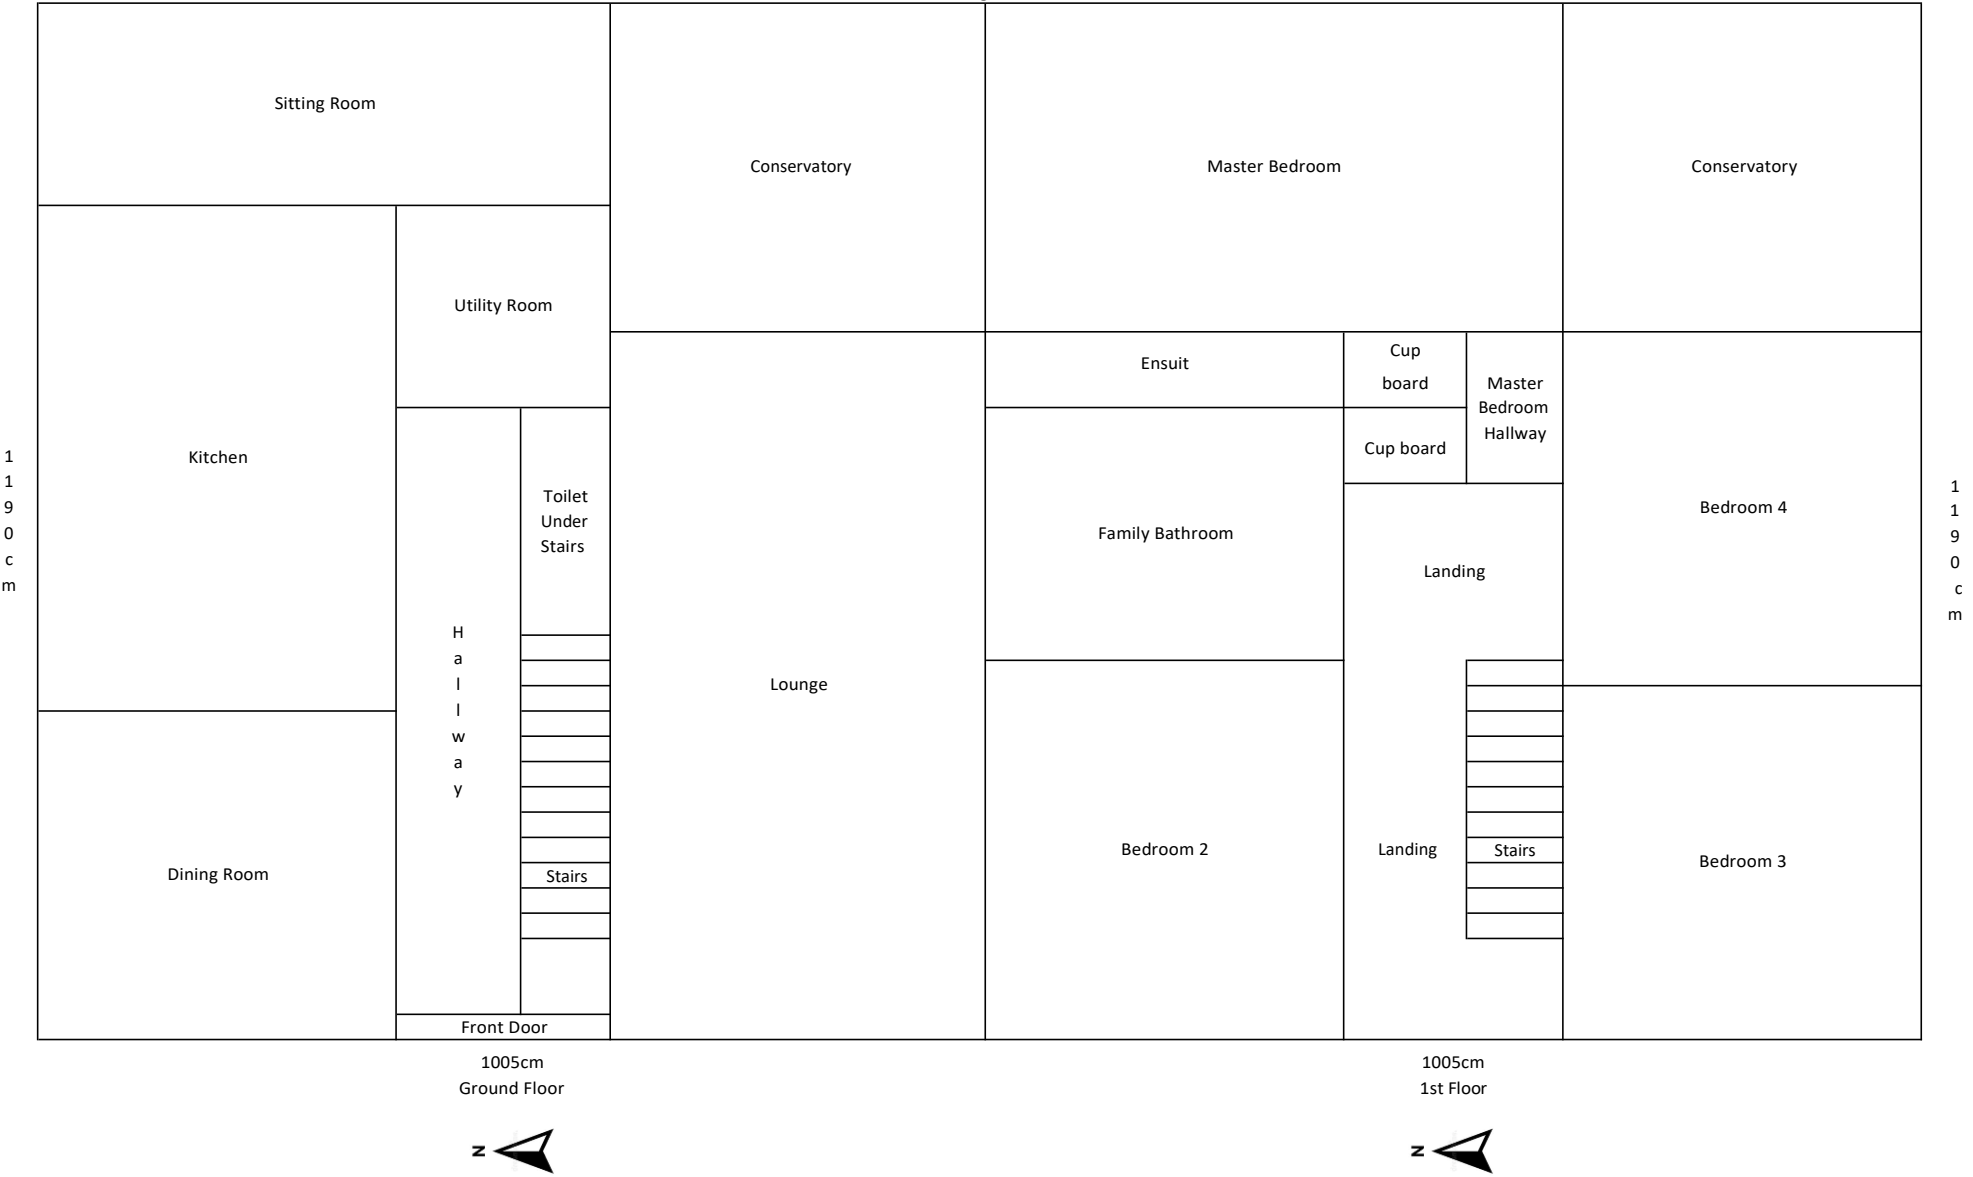 Sitting Room
Conservatory
Master Bedroom
Conservatory
Utility Room
Ensuit
Cup
board
Master
Bedroom
Hallway
Kitchen
Cup board
1
1
9
0
c
m
Toilet
Under
Stairs
Family Bathroom
Landing
Bedroom 4
1
1
9
0
c
m
H
a
l
l
w
a
y
Lounge
Dining Room
Stairs
Bedroom 2
Landing
Stairs
Bedroom 3
Front Door
1005cm
Ground Floor
1005cm
1st Floor
N
N